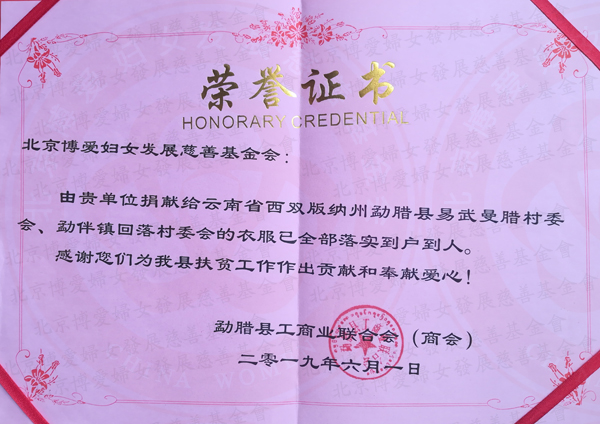 荣誉证书
HONORARY CREDENTIAL
北京博爱妇女发展慈善基金会：
由贵单位捐献给云南省西双版纳州勐腊县易武曼腊村委
会、勐伴镇回落村委会的衣服已全部落实到户到人。
感谢您们为我县扶贫工作作出贡献和奉献爱心！
勐腊县工商业联合会（商会）
二零一九年六月一日